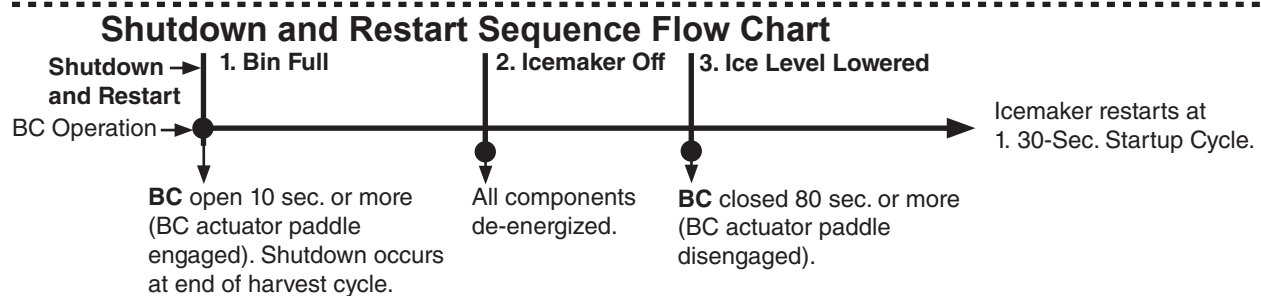 Shutdown and Restart Sequence Flow Chart
Shutdown
and Restart
1. Bin Full
2. Icemaker Off
3. Ice Level Lowered
BC Operation
Icemaker restarts at
1. 30-Sec. Startup Cycle.
BC open 10 sec. or more
(BC actuator paddle
engaged). Shutdown occurs
at end of harvest cycle.
All components
de-energized.
BC closed 80 sec. or more
(BC actuator paddle
disengaged).